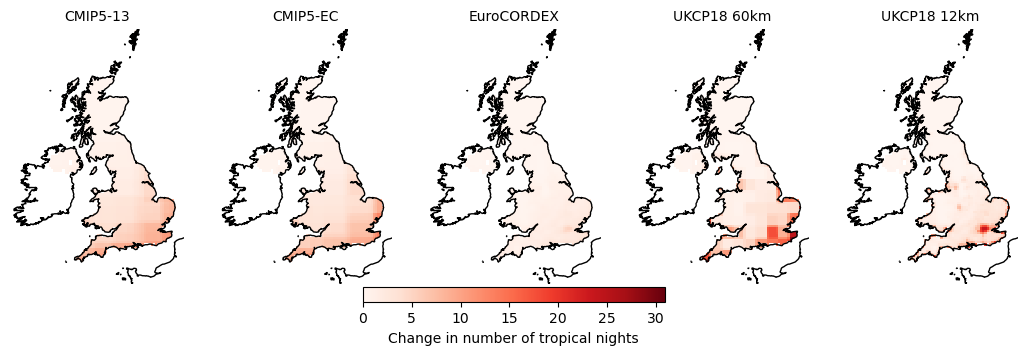 CMIP5-13 CMIP5-EC EuroCORDEX UKCP18 60km UKCP18 12km
0 5 10 15 20 25 30
Change in number of tropical nights